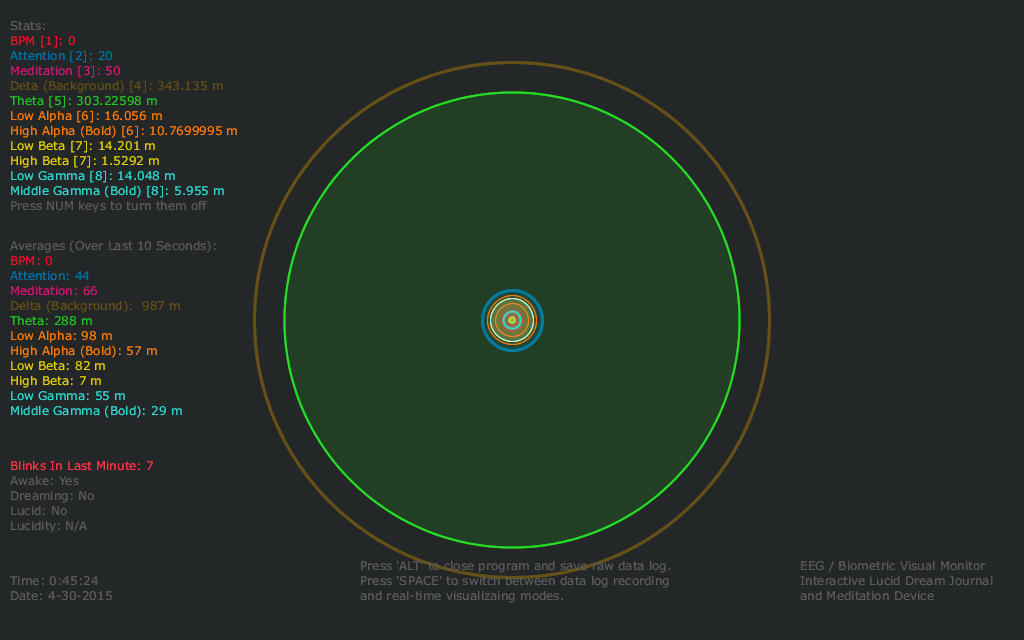 Stats:
BPM [1]: 0
Attention [2]: 20
Meditation [3]: 50
Deta (Background) [4]: 343.135 m
Theta [5]: 303.22598 m
Low Alpha [6]: 16.056 m
High Alpha (Bold) [6]: 10.7699995 m
Low Beta [7]: 14.201 m
High Beta [7]: 1.5292 m
Low Gamma [8]: 14.048 m
Middle Gamma (Bold) [8]: 5.955 m
Press NUM keys to turn them off
Averages (Over Last 10 Seconds):
BPM: 0
Attention: 44
Meditation: 66
Delta (Background):  987 m
Theta: 288 m
Low Alpha: 98 m
High Alpha (Bold): 57 m
Low Beta: 82 m
High Beta: 7 m
Low Gamma: 55 m
Middle Gamma (Bold): 29 m
Blinks In Last Minute: 7
Awake: Yes
Dreaming: No
Lucid: No
Lucidity: N/A
Time: 0:45:24
Date: 4-30-2015
Press 'ALT' to close program and save raw data log.
Press 'SPACE' to switch between data log recording
and real-time visualizaing modes.
EEG / Biometric Visual Monitor
Interactive Lucid Dream Journal
and Meditation Device